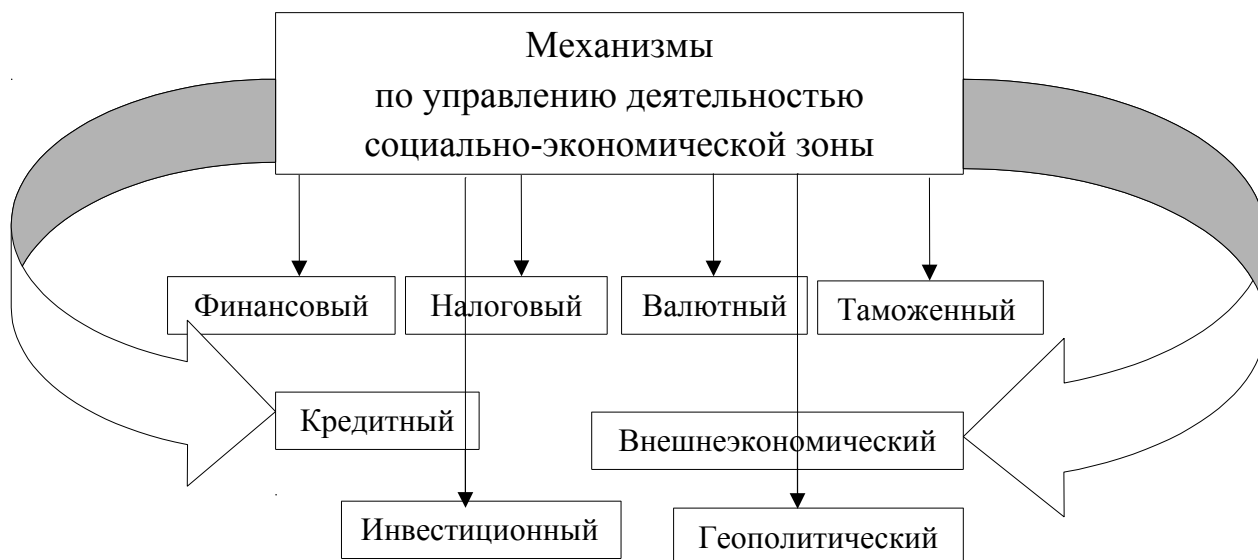 Механизмы
по управлению деятельностью
социально-экономической зоны
Финансовый
Налоговый
Валютный
Таможенный
Кредитный
Внешнеэкономический
Инвестиционный
Геополитический